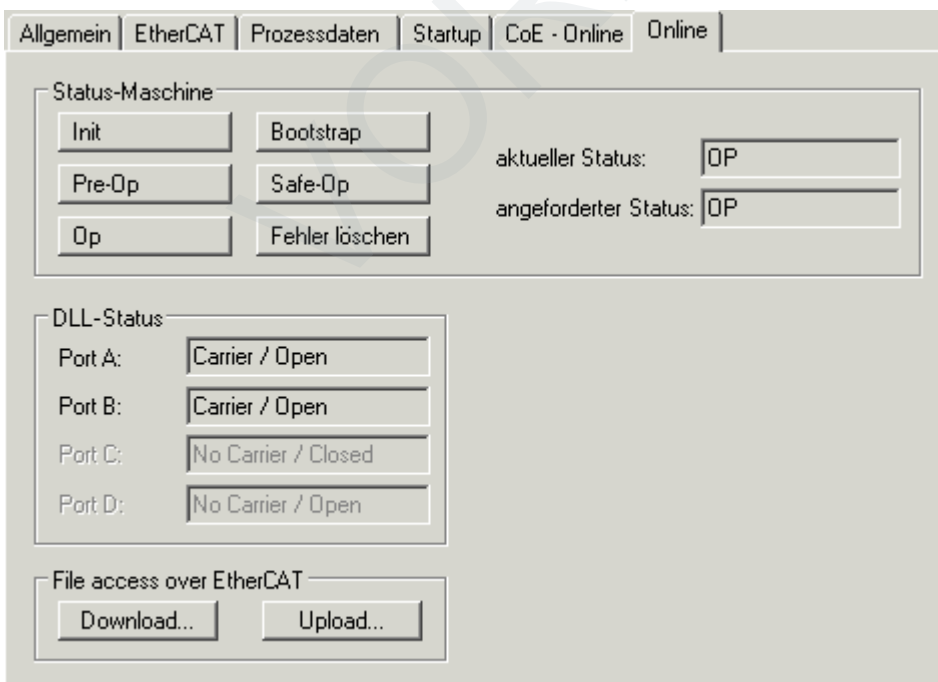 Allgemein EtherCAT Prozessdaten Startup CoE - Online Online
Status-Maschine
Init Bootstrap
Pre-Op Safe-Op
Op Fehler löschen
aktueller Status: OP
angeforderter Status: OP
DLL-Status
Port A: Carrier / Open
Port B: Carrier / Open
Port C: No Carrier / Closed
Port D: No Carrier / Open
File access over EtherCAT
Download... Upload...